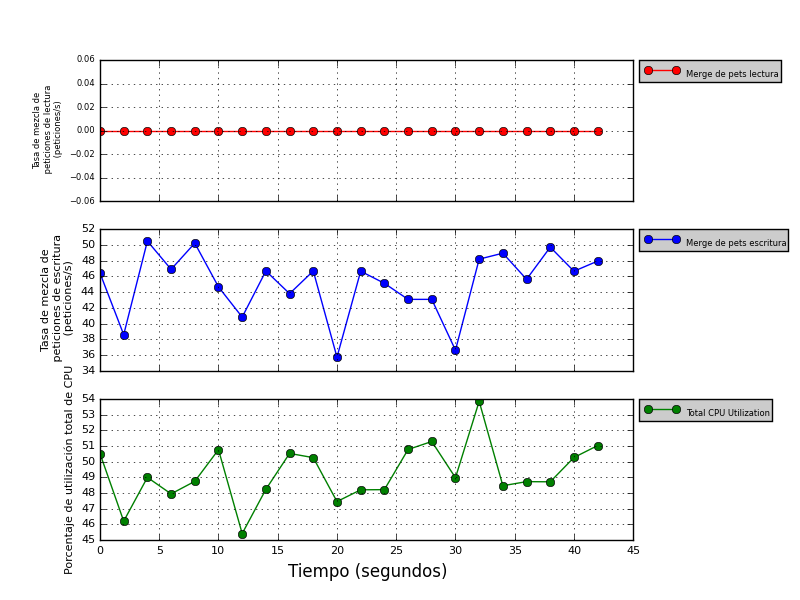 0.06
0.04
0.02
0.00
−0.02
−0.04
−0.06
Tasa de mezcla de
peticiones de lectura
(peticiones/s)
Merge de pets lectura
52
50
48
46
44
42
40
38
36
34
Tasa de mezcla de
peticiones de escritura
(peticiones/s)
Merge de pets escritura
54
53
52
51
50
49
48
47
46
45
Porcentaje de utilización total de CPU
Total CPU Utilization
0 5 10 15 20 25 30 35 40 45
Tiempo (segundos)